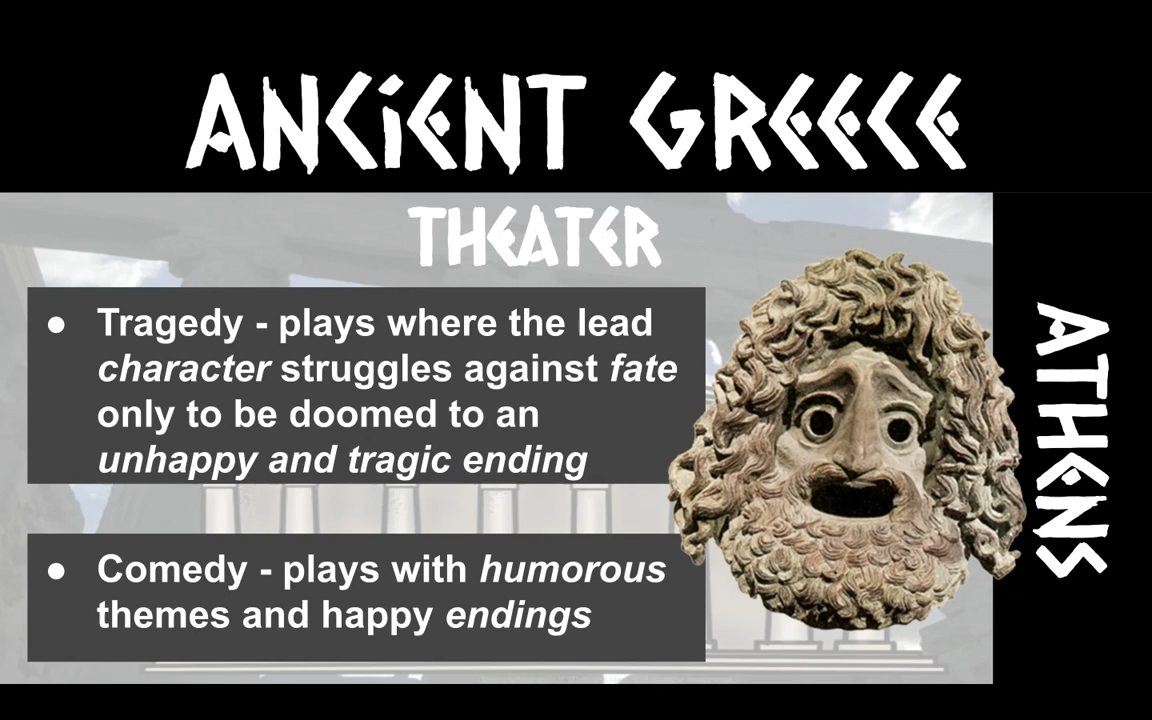 ANCiENT GREECE
THEATER
● Tragedy - plays where the lead
character struggles against fate
only to be doomed to an
unhappy and tragic ending
● Comedy - plays with humorous
themes and happy endings
ATHENS